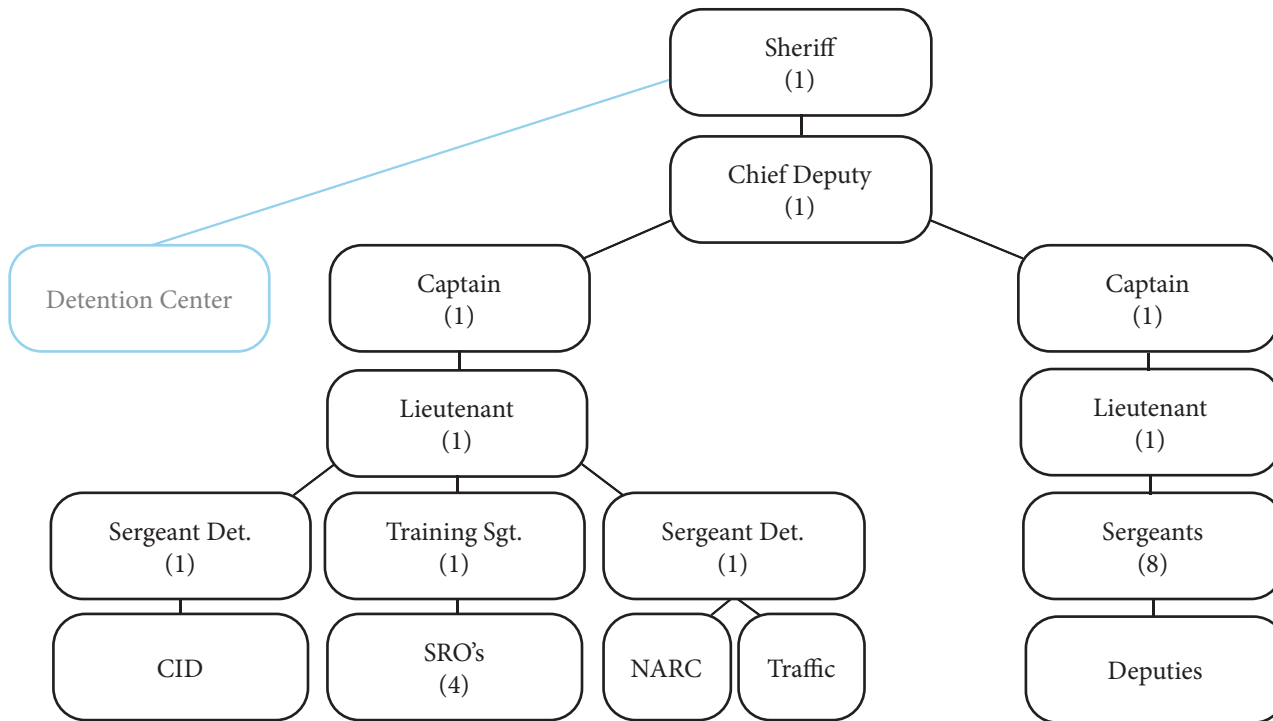 Sheriff
(1)
Chief Deputy
(1)
Detention Center
Captain
(1)
Captain
(1)
Lieutenant
(1)
Lieutenant
(1)
Sergeant Det.
(1)
Training Sgt.
(1)
Sergeant Det.
(1)
Sergeants
(8)
CID
SRO’s
(4)
NARC
Traffic
Deputies